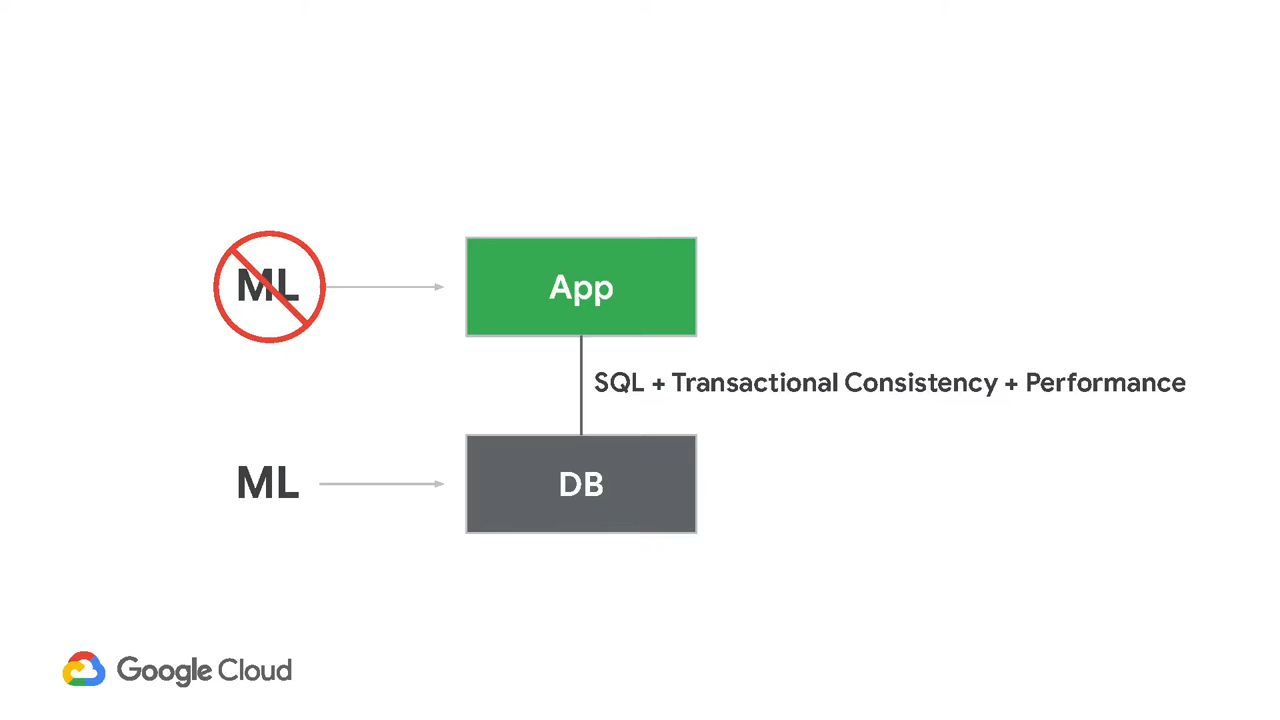 ML
App
SQL + Transactional Consistency + Performance
ML
DB
Google Cloud